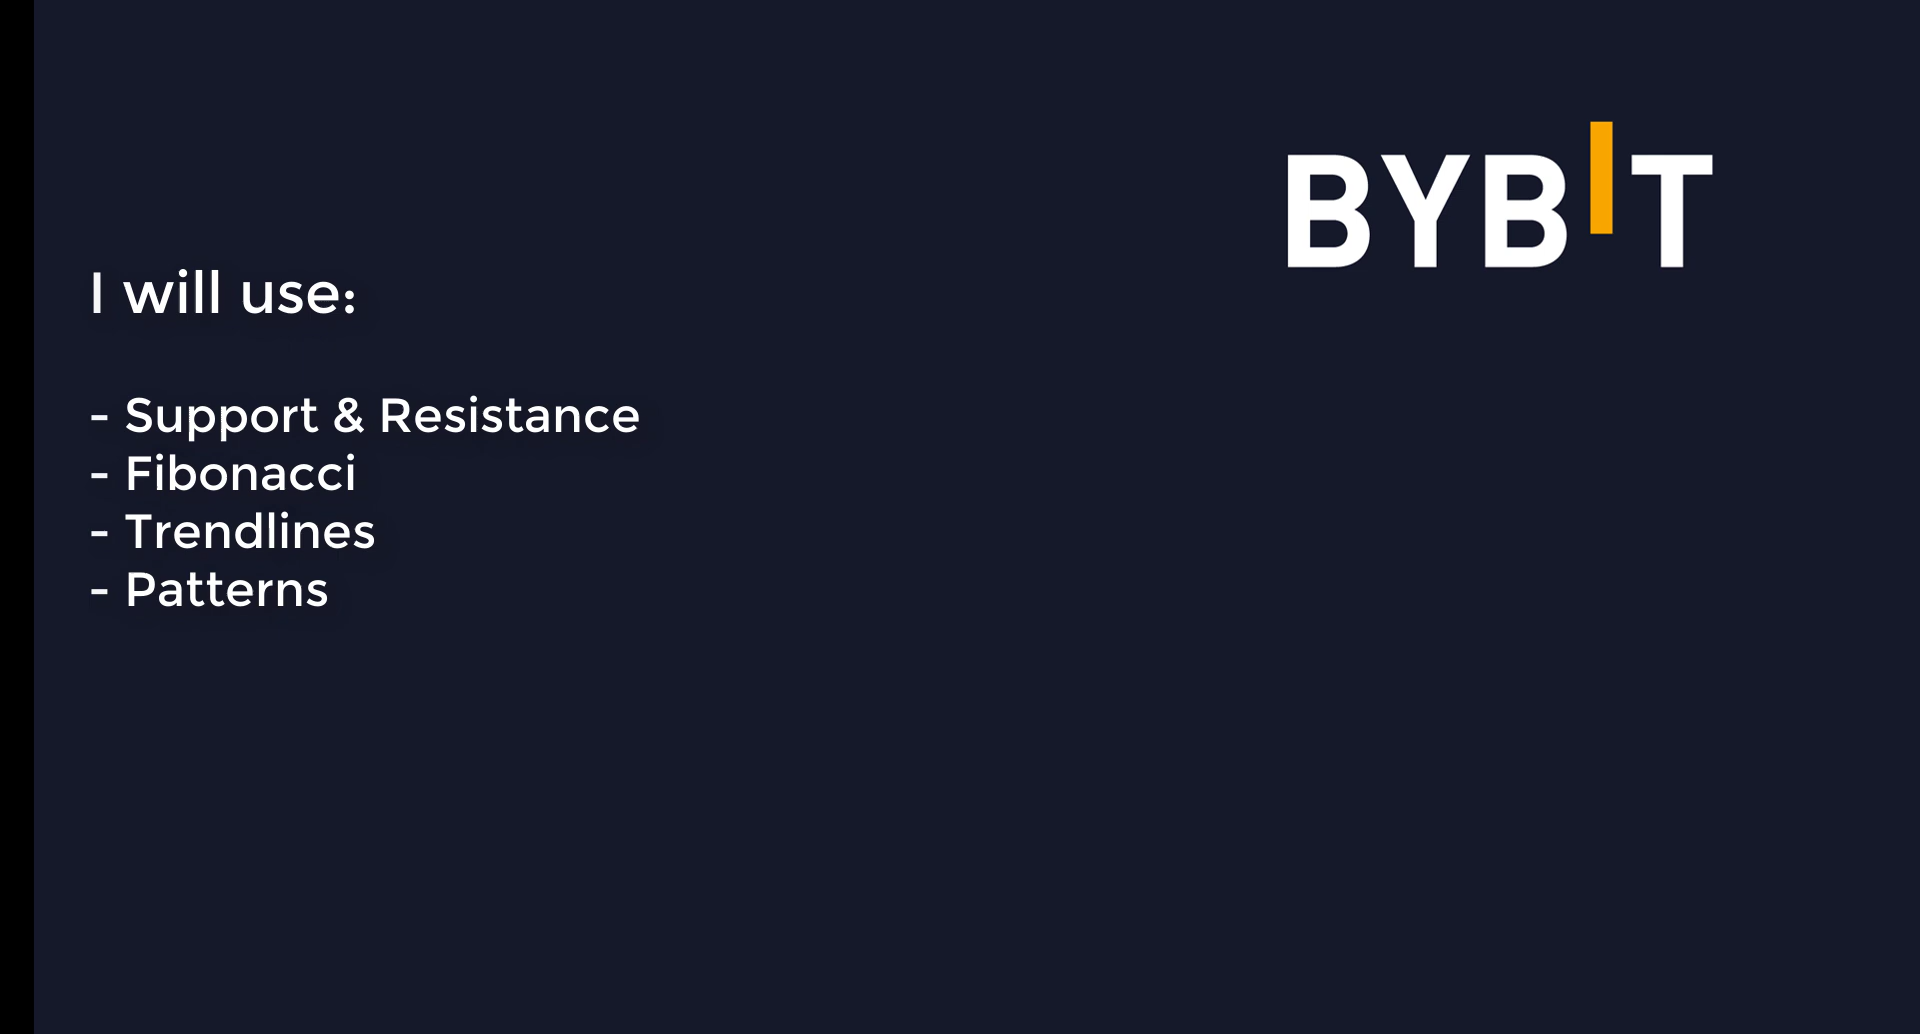 BYBIT
I will use:
- Support & Resistance
- Fibonacci
- Trendlines
- Patterns